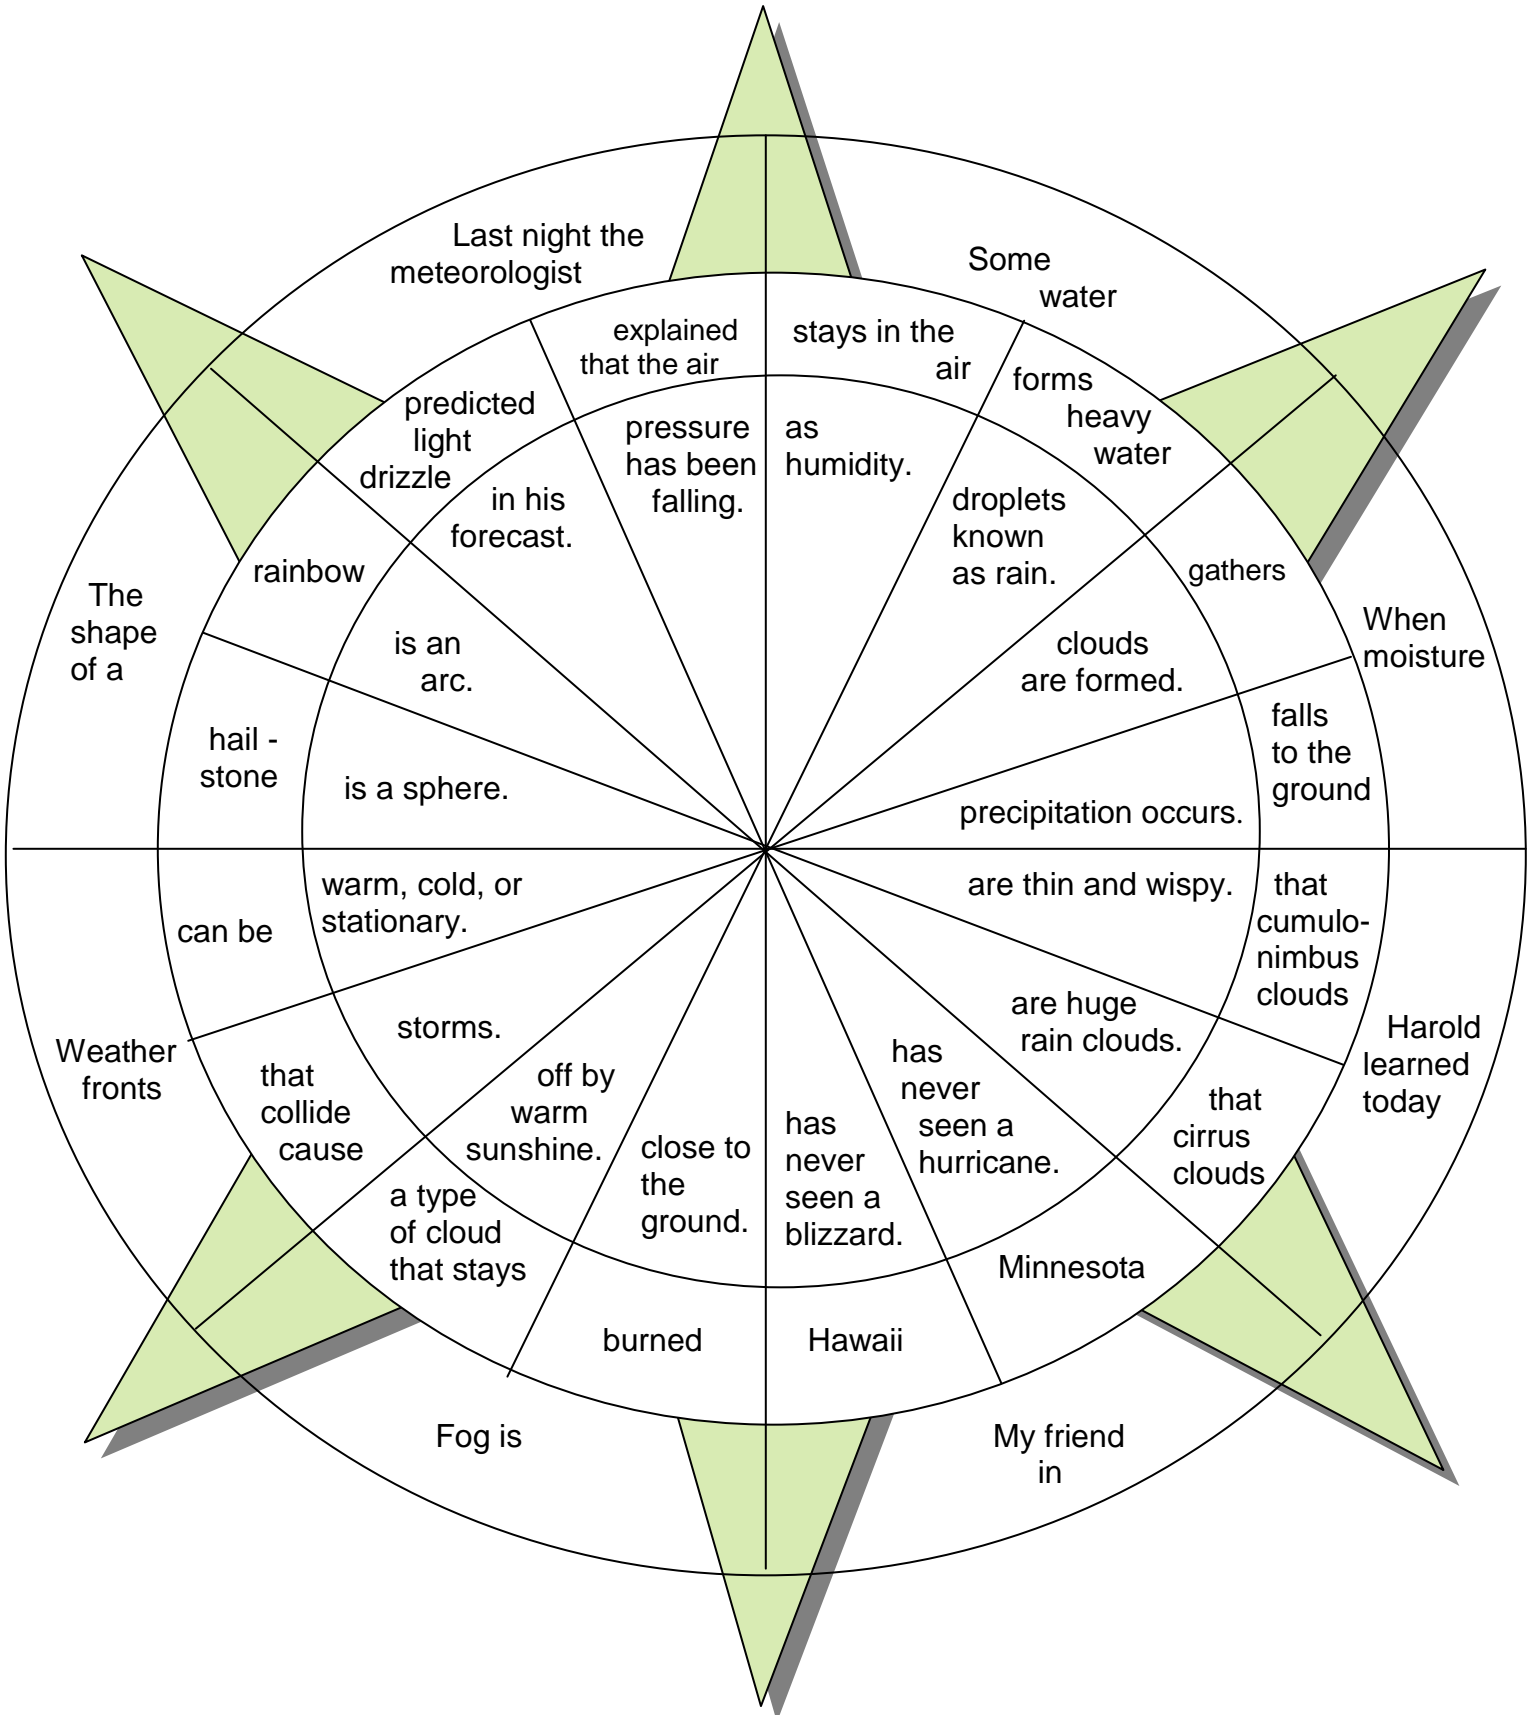 Last night the
meteorologist
Some
water
explained
that the air
stays in the
air
predicted
light
drizzle
forms
heavy
water
pressure
has been
falling.
as
humidity.
in his
forecast.
droplets
known
as rain.
rainbow
gathers
The
shape
of a
When
moisture
is an
arc.
clouds
are formed.
hail -
stone
falls
to the
ground
is a sphere.
precipitation occurs.
can be
warm, cold, or
stationary.
are thin and wispy.
that
cumulo-
nimbus
clouds
Weather
fronts
storms.
are huge
rain clouds.
Harold
learned
today
that
collide
cause
off by
warm
sunshine.
close to
the
ground.
has
never
seen a
blizzard.
has
never
seen a
hurricane.
that
cirrus
clouds
a type
of cloud
that stays
Minnesota
burned
Hawaii
Fog is
My friend
in